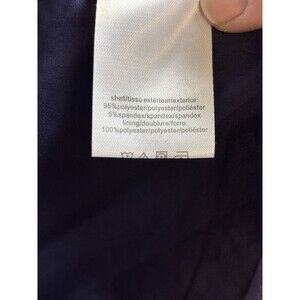 shell/tissu extérieur/exterior:
95%polyester/polyester/poliéster
5%spandex/spandex/spandex
lining/doublure/forro:
100%polyester/polyester/poliéster